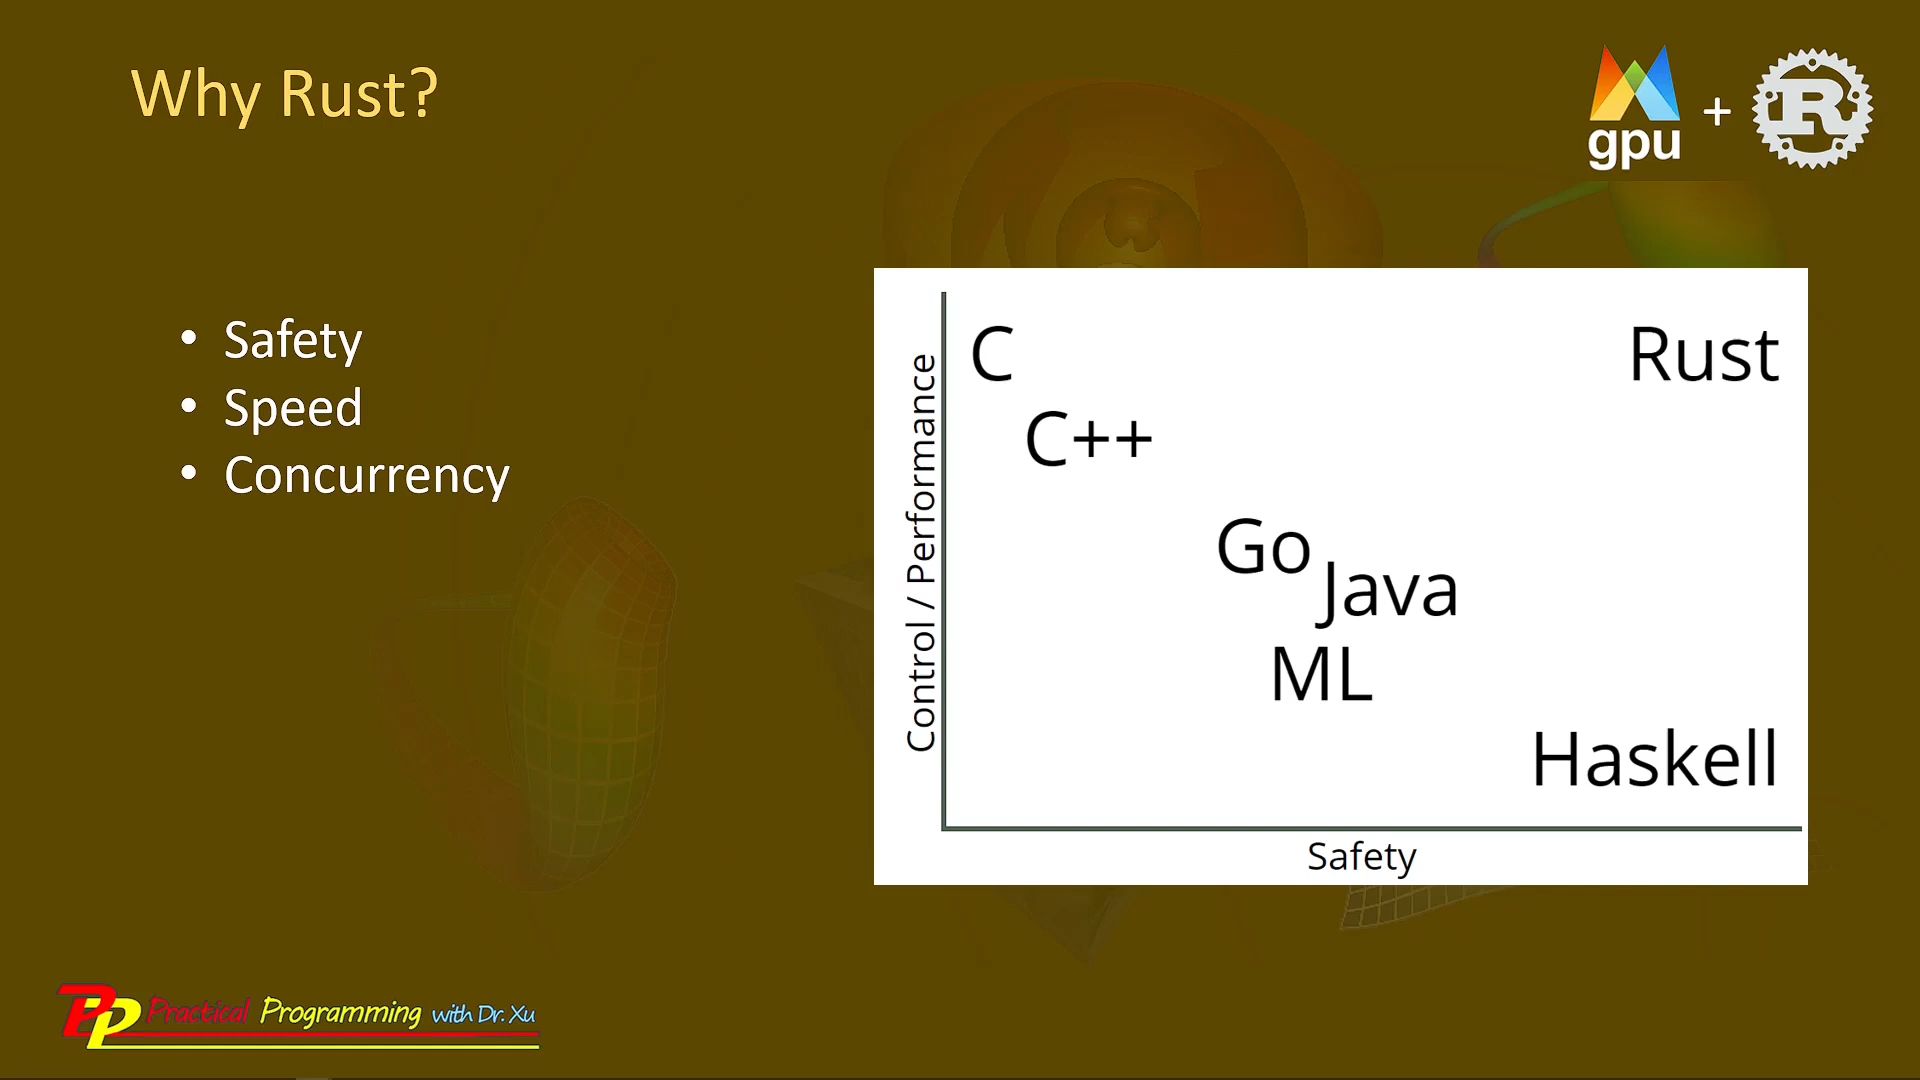 Why Rust?
gpu
+
R
• Safety
• Speed
• Concurrency
Control / Performance
C
Rust
C++
Go
Java
ML
Haskell
Safety
PP Practical Programming with Dr. Xu